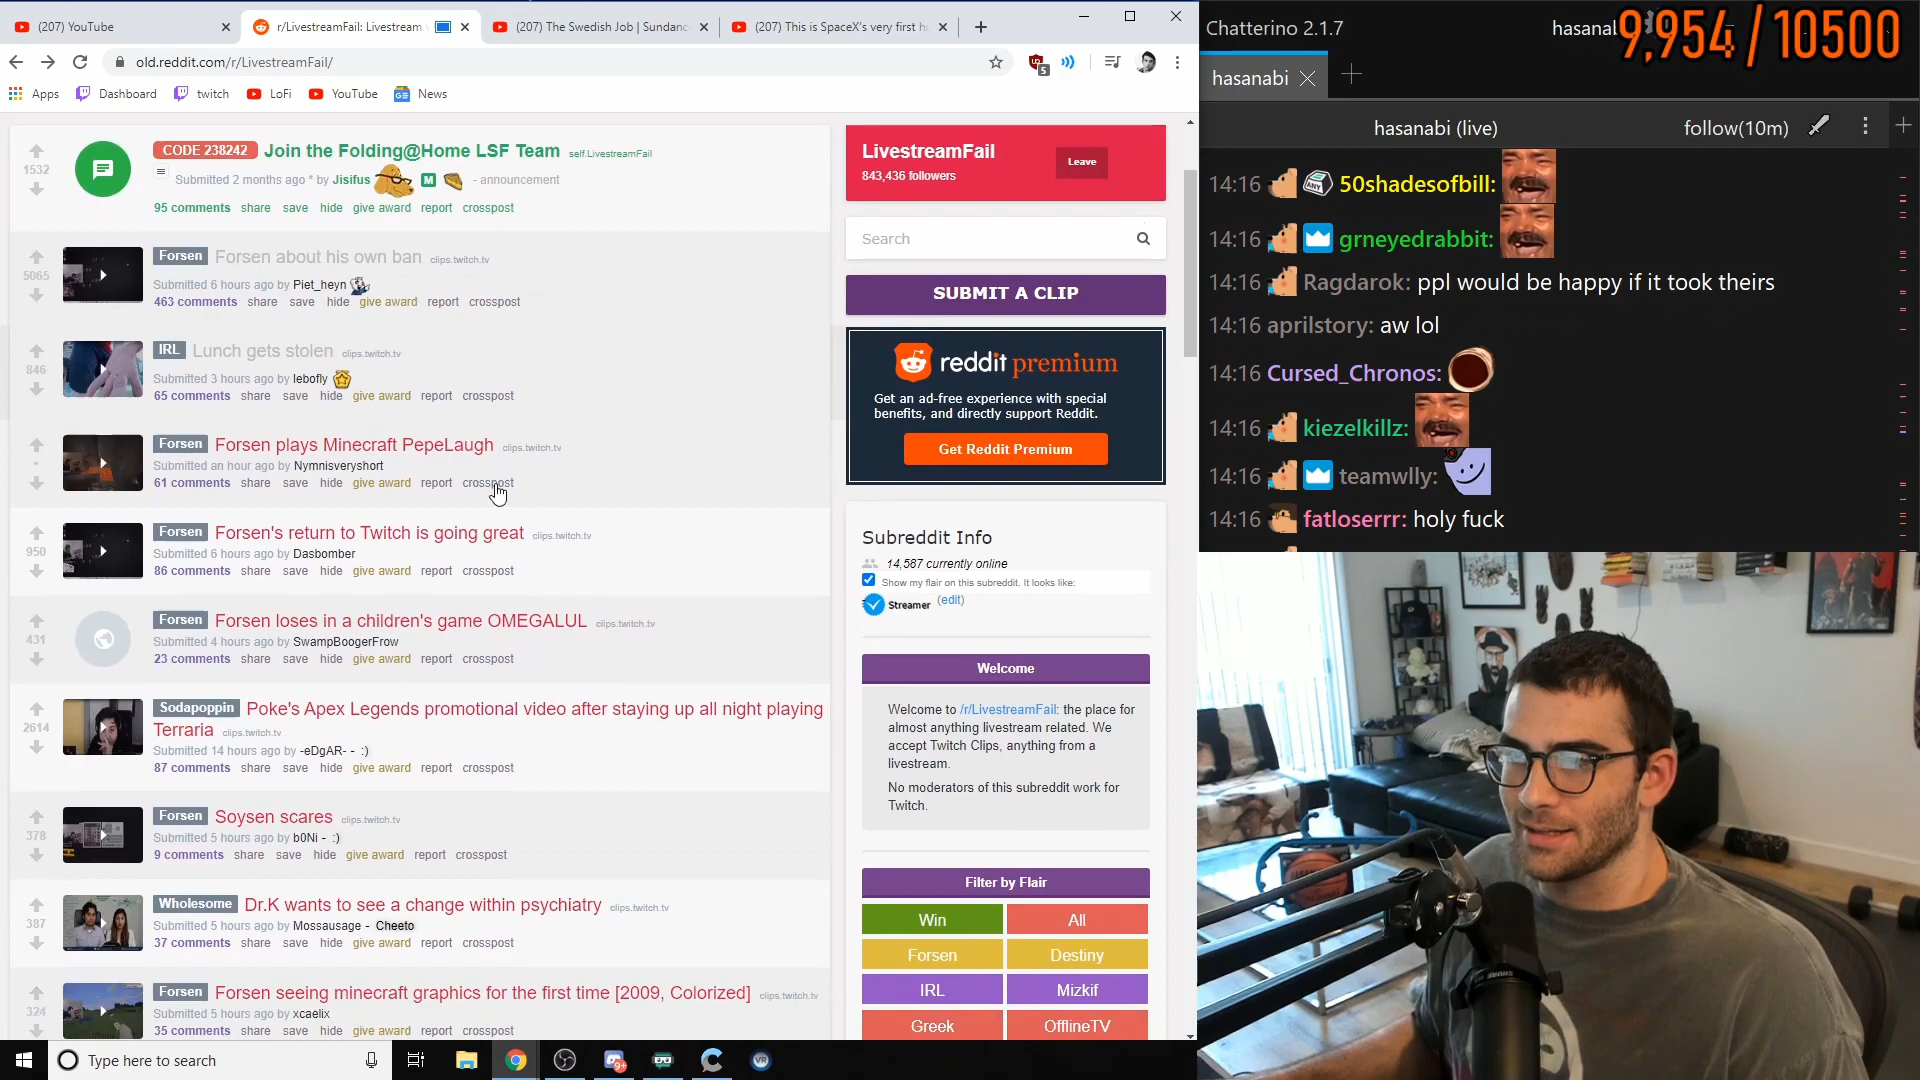 (207) YouTube
r/LivestreamFail: Livestream
(207) The Swedish Job | Sundanc
(207) This is SpaceX's very first h
old.reddit.com/r/LivestreamFail/
5
Apps
Dashboard
twitch
LoFi
YouTube
News
1532
CODE 238242 Join the Folding@Home LSF Team self.LivestreamFail
Submitted 2 months ago * by Jisifus M - announcement
95 comments share save hide give award report crosspost
5065
Forsen Forsen about his own ban clips.twitch.tv
Submitted 6 hours ago by Piet_heyn
463 comments share save hide give award report crosspost
846
IRL Lunch gets stolen clips.twitch.tv
Submitted 3 hours ago by lebofly
65 comments share save hide give award report crosspost
Forsen Forsen plays Minecraft PepeLaugh clips.twitch.tv
Submitted an hour ago by Nymnisveryshort
61 comments share save hide give award report crosspost
950
Forsen Forsen's return to Twitch is going great clips.twitch.tv
Submitted 6 hours ago by Dasbomber
86 comments share save hide give award report crosspost
431
Forsen Forsen loses in a children's game OMEGALUL clips.twitch.tv
Submitted 4 hours ago by SwampBoogerFrow
23 comments share save hide give award report crosspost
2614
Sodapoppin Poke's Apex Legends promotional video after staying up all night playing
Terraria clips.twitch.tv
Submitted 14 hours ago by -eDgAR- - :)
87 comments share save hide give award report crosspost
378
Forsen Soysen scares clips.twitch.tv
Submitted 5 hours ago by b0Ni - :)
9 comments share save hide give award report crosspost
387
Wholesome Dr.K wants to see a change within psychiatry clips.twitch.tv
Submitted 5 hours ago by Mossausage - Cheeto
37 comments share save hide give award report crosspost
324
Forsen Forsen seeing minecraft graphics for the first time [2009, Colorized] clips.twitch.tv
Submitted 5 hours ago by xcaelix
35 comments share save hide give award report crosspost
LivestreamFail
843,436 followers
Leave
Search
SUBMIT A CLIP
reddit premium
Get an ad-free experience with special
benefits, and directly support Reddit.
Get Reddit Premium
Subreddit Info
14,587 currently online
Show my flair on this subreddit. It looks like:
Streamer (edit)
Welcome
Welcome to /r/LivestreamFail: the place for
almost anything livestream related. We
accept Twitch Clips, anything from a
livestream.
No moderators of this subreddit work for
Twitch.
Filter by Flair
Win All
Forsen Destiny
IRL Mizkif
Greek OfflineTV
Type here to search
9+
VR
Chatterino 2.1.7
hasanabi
9,954 / 10500
hasanabi
hasanabi (live)
follow(10m)
14:16 ANY 50shadesofbill:
14:16 grneyedrabbit:
14:16 Ragdarok: ppl would be happy if it took theirs
14:16 aprilstory: aw lol
14:16 Cursed_Chronos:
14:16 kiezelkillz:
14:16 teamwlly:
14:16 fatloserrr: holy fuck